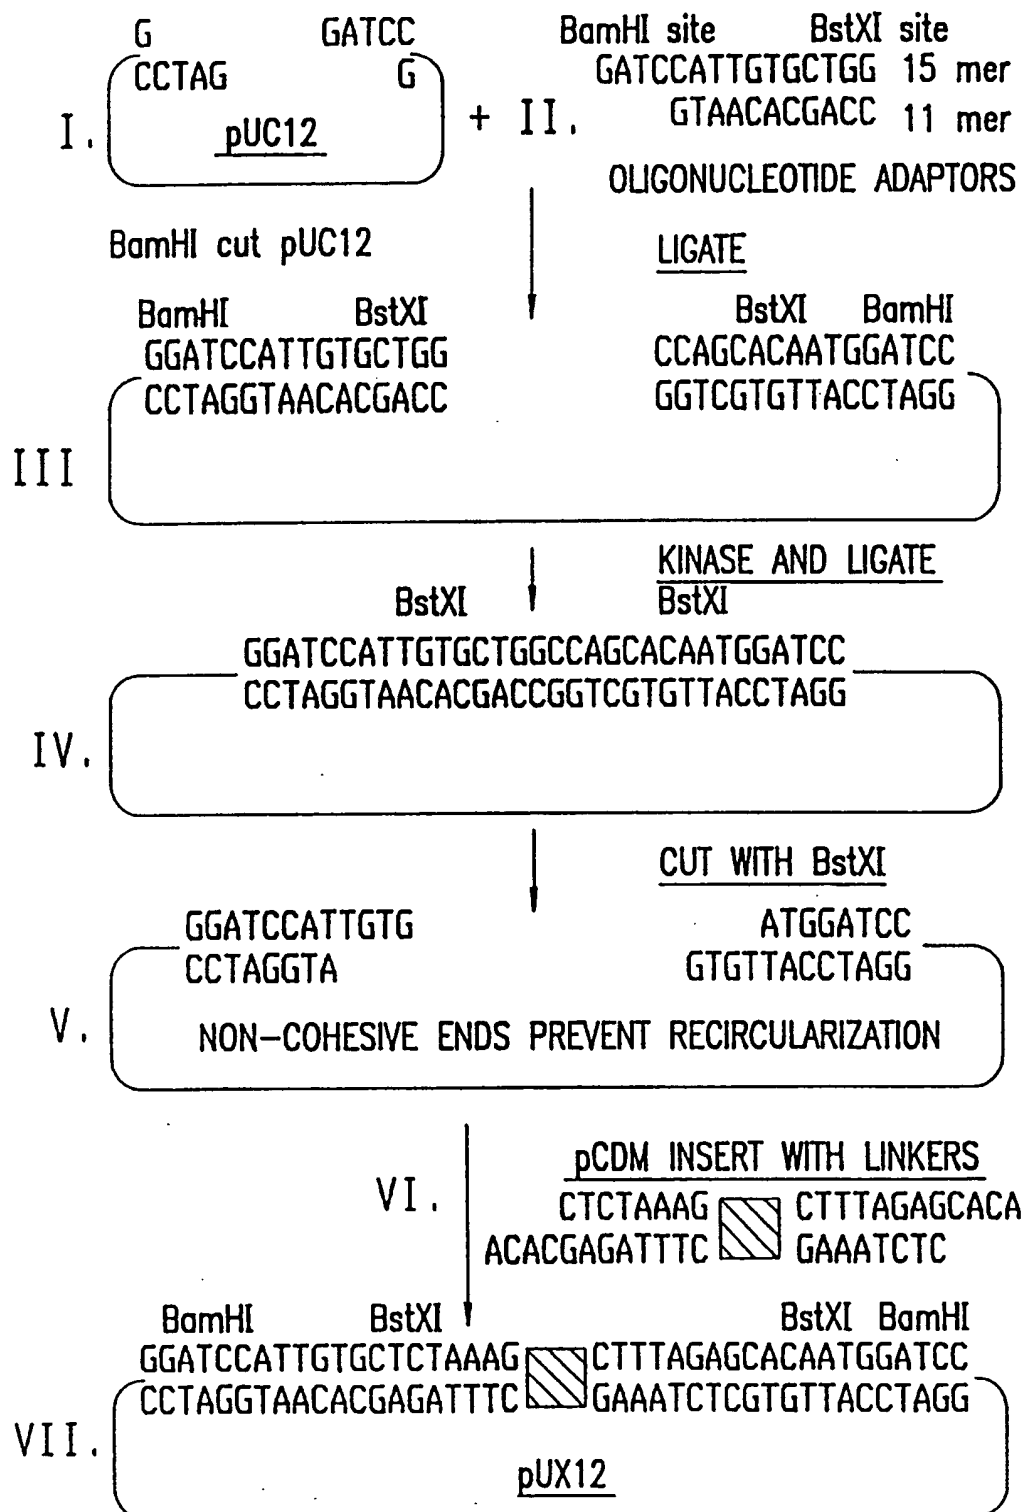 G GATCC
CCTAG G
I. pUC12
+ II.
BamHI site BstXI site
GATCCATTGTGCTGG 15 mer
GTAACACGACC 11 mer
OLIGONUCLEOTIDE ADAPTORS
BamHI cut pUC12
LIGATE
BamHI BstXI BstXI BamHI
GGATCCATTGTGCTGG CCAGCACAATGGATCC
CCTAGGTAACACGACC GGTCGTGTTACCTAGG
III
KINASE AND LIGATE
BstXI BstXI
GGATCCATTGTGCTGGCCAGCACAATGGATCC
CCTAGGTAACACGACCGGTCGTGTTACCTAGG
IV.
CUT WITH BstXI
GGATCCATTGTG ATGGATCC
CCTAGGTA GTGTTACCTAGG
V. NON-COHESIVE ENDS PREVENT RECIRCULARIZATION
VI. pCDM INSERT WITH LINKERS
CTCTAAAG CTTTAGAGCACA
ACACGAGATTTC GAAATCTC
BamHI BstXI BstXI BamHI
GGATCCATTGTGCTCTAAAG CTTTAGAGCACAATGGATCC
CCTAGGTAACACGAGATTTC GAAATCTCGTGTTACCTAGG
VII.
pUX12